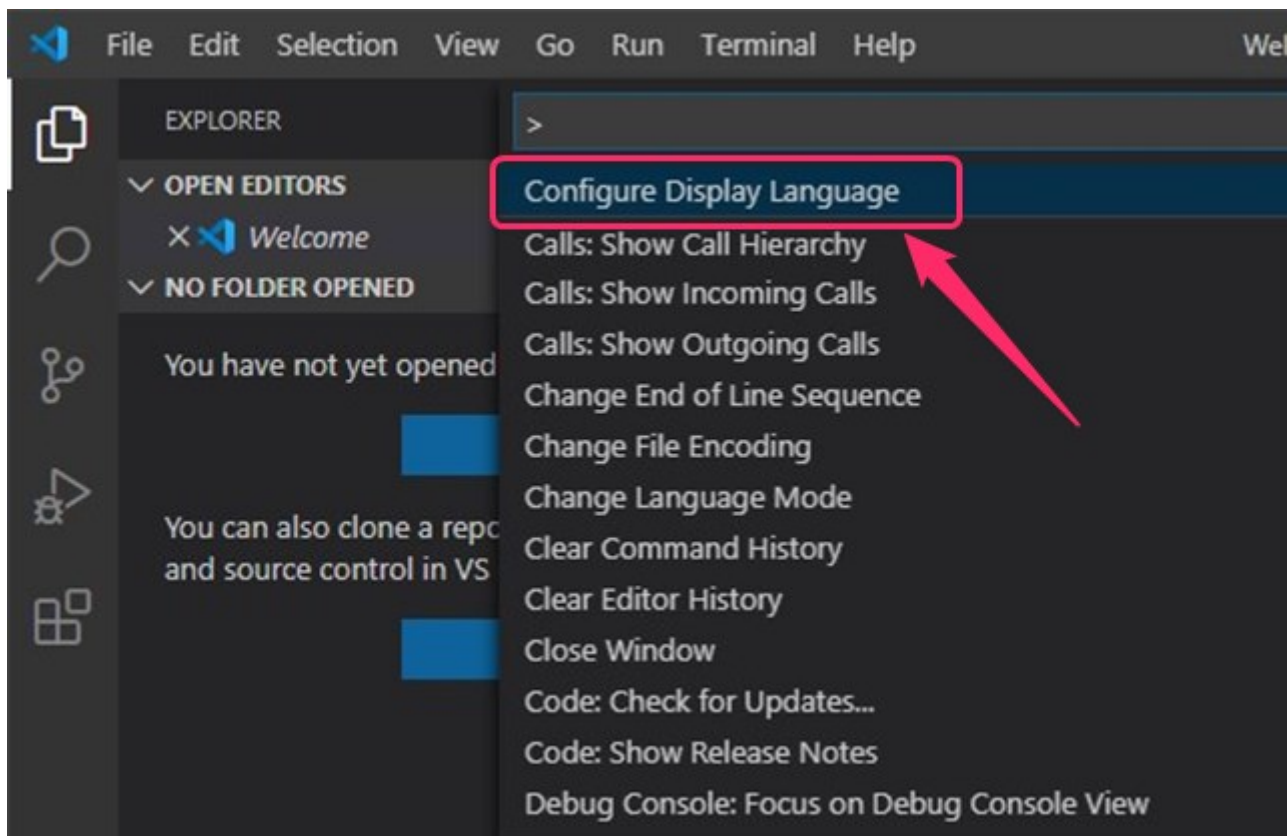 File Edit Selection View Go Run Terminal Help
EXPLORER
>
OPEN EDITORS
Welcome
NO FOLDER OPENED
You have not yet opened
You can also clone a
and source control in VS
Configure Display Language
Calls: Show Call Hierarchy
Calls: Show Incoming Calls
Calls: Show Outgoing Calls
Change End of Line Sequence
Change File Encoding
Change Language Mode
Clear Command History
Clear Editor History
Close Window
Code: Check for Updates...
Code: Show Release Notes
Debug Console: Focus on Debug Console View